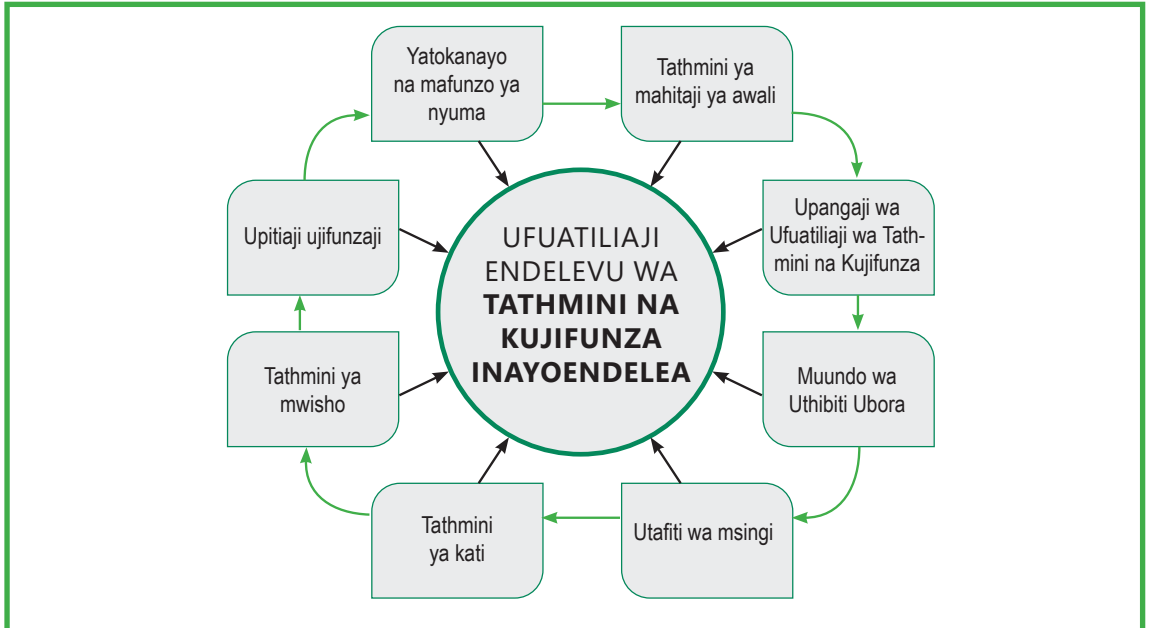 Yatokanayo
na mafunzo ya
nyuma
Tathmini ya
mahitaji ya awali
Upangaji wa
Ufuatiliaji wa Tath-
mini na Kujifunza
Muundo wa
Uthibiti Ubora
Utafiti wa msingi
Tathmini
ya kati
Tathmini ya
mwisho
Upitiaji ujifunzaji
UFUATILIAJI
ENDELEVU WA
TATHMINI NA
KUJIFUNZA
INAYOENDELEA